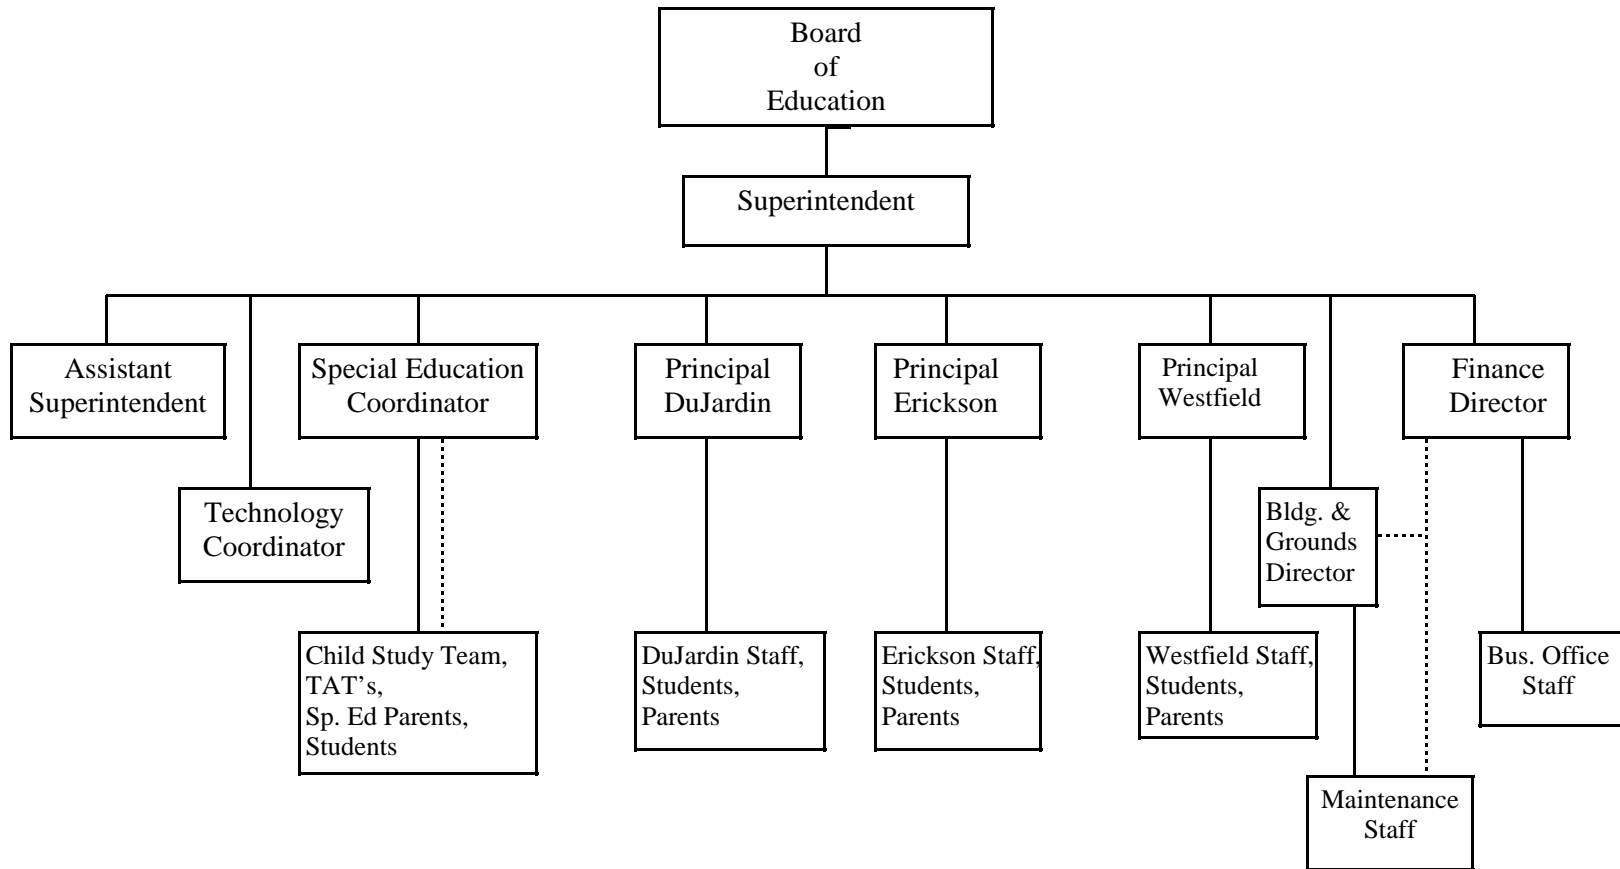 Board
of
Education
Superintendent
Assistant
Superintendent
Special Education
Coordinator
Principal
DuJardin
Principal
Erickson
Principal
Westfield
Finance
Director
Technology
Coordinator
Bldg. &
Grounds
Director
Child Study Team,
TAT’s,
Sp. Ed Parents,
Students
DuJardin Staff,
Students,
Parents
Erickson Staff,
Students,
Parents
Westfield Staff,
Students,
Parents
Bus. Office
Staff
Maintenance
Staff